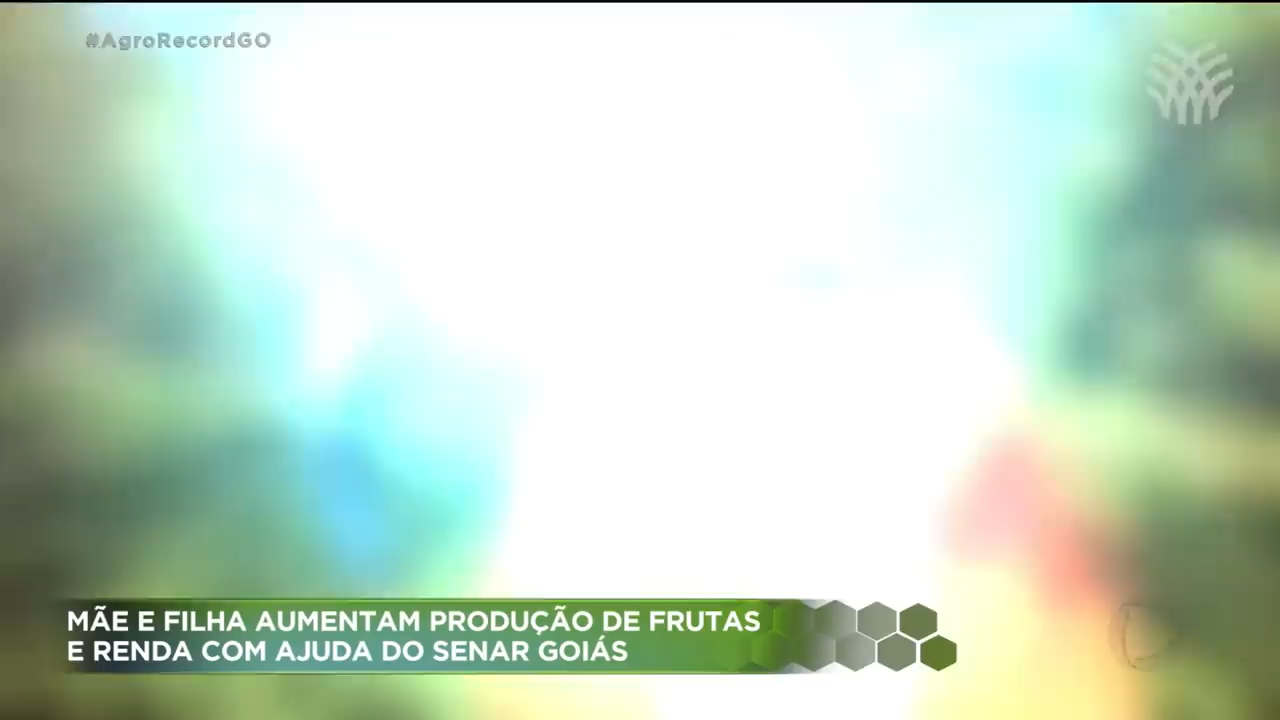 #AgroRecordGO
MÃE E FILHA AUMENTAM PRODUÇÃO DE FRUTAS
E RENDA COM AJUDA DO SENAR GOIÁS